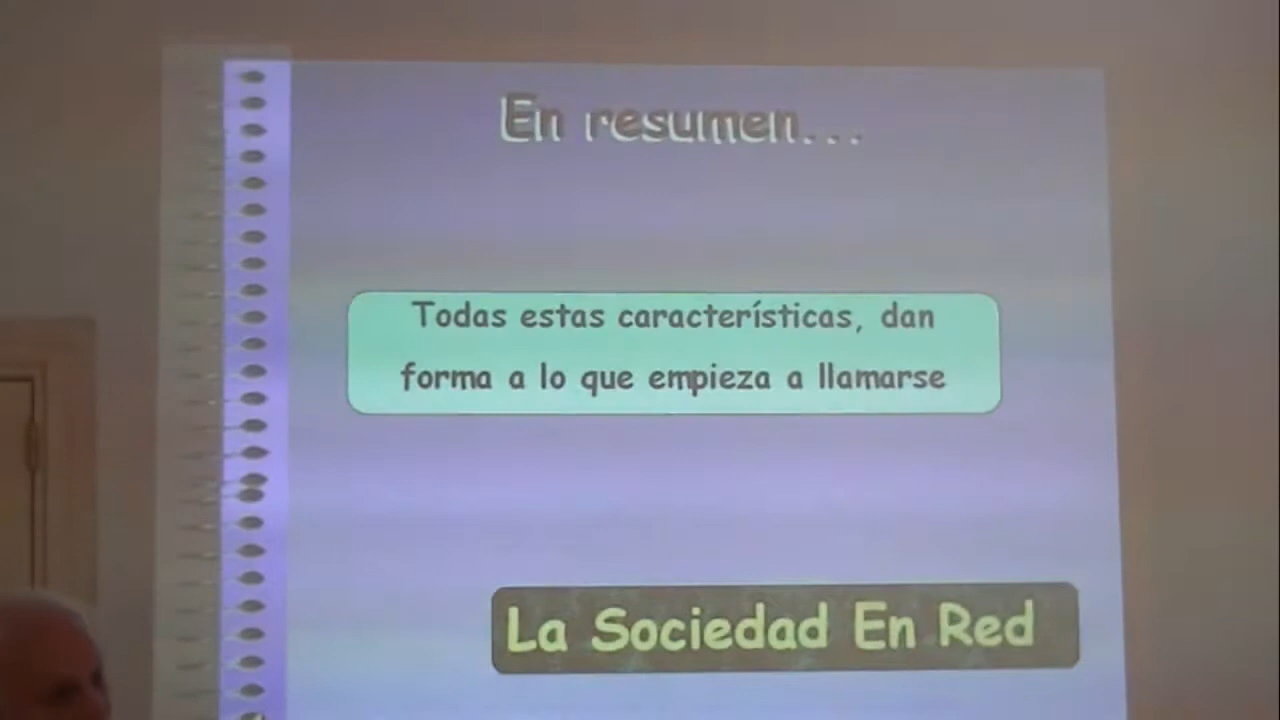 En resumen...
Todas estas características, dan
forma a lo que empieza a llamarse
La Sociedad En Red